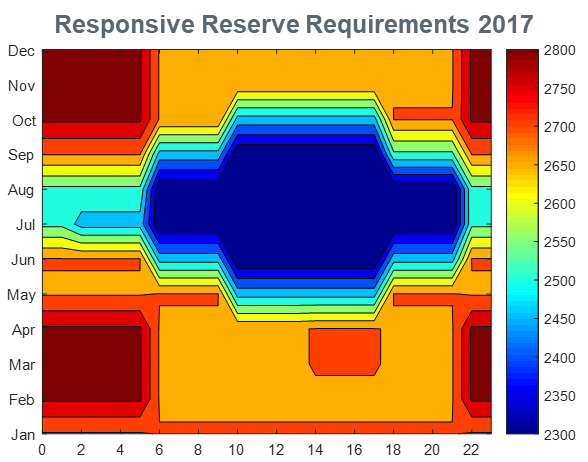 Responsive Reserve Requirements 2017
Dec
Nov
Oct
Sep
Aug
Jul
Jun
May
Apr
Mar
Feb
Jan
0 2 4 6 8 10 12 14 16 18 20 22
2800
2750
2700
2650
2600
2550
2500
2450
2400
2350
2300